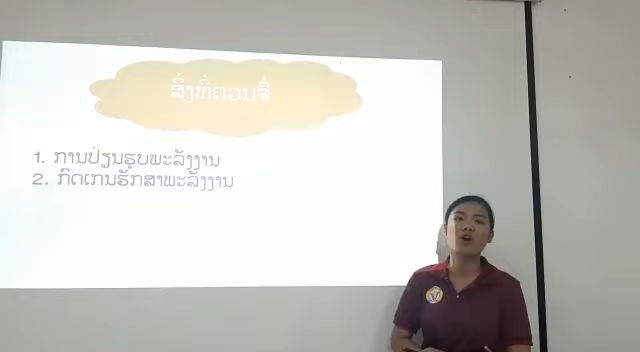 ສິ່ງທີ່ຄວນຈື່
1. ການປ່ຽນຮູບພະລັງງານ
2. ກົດເກນຮັກສາພະລັງງານ